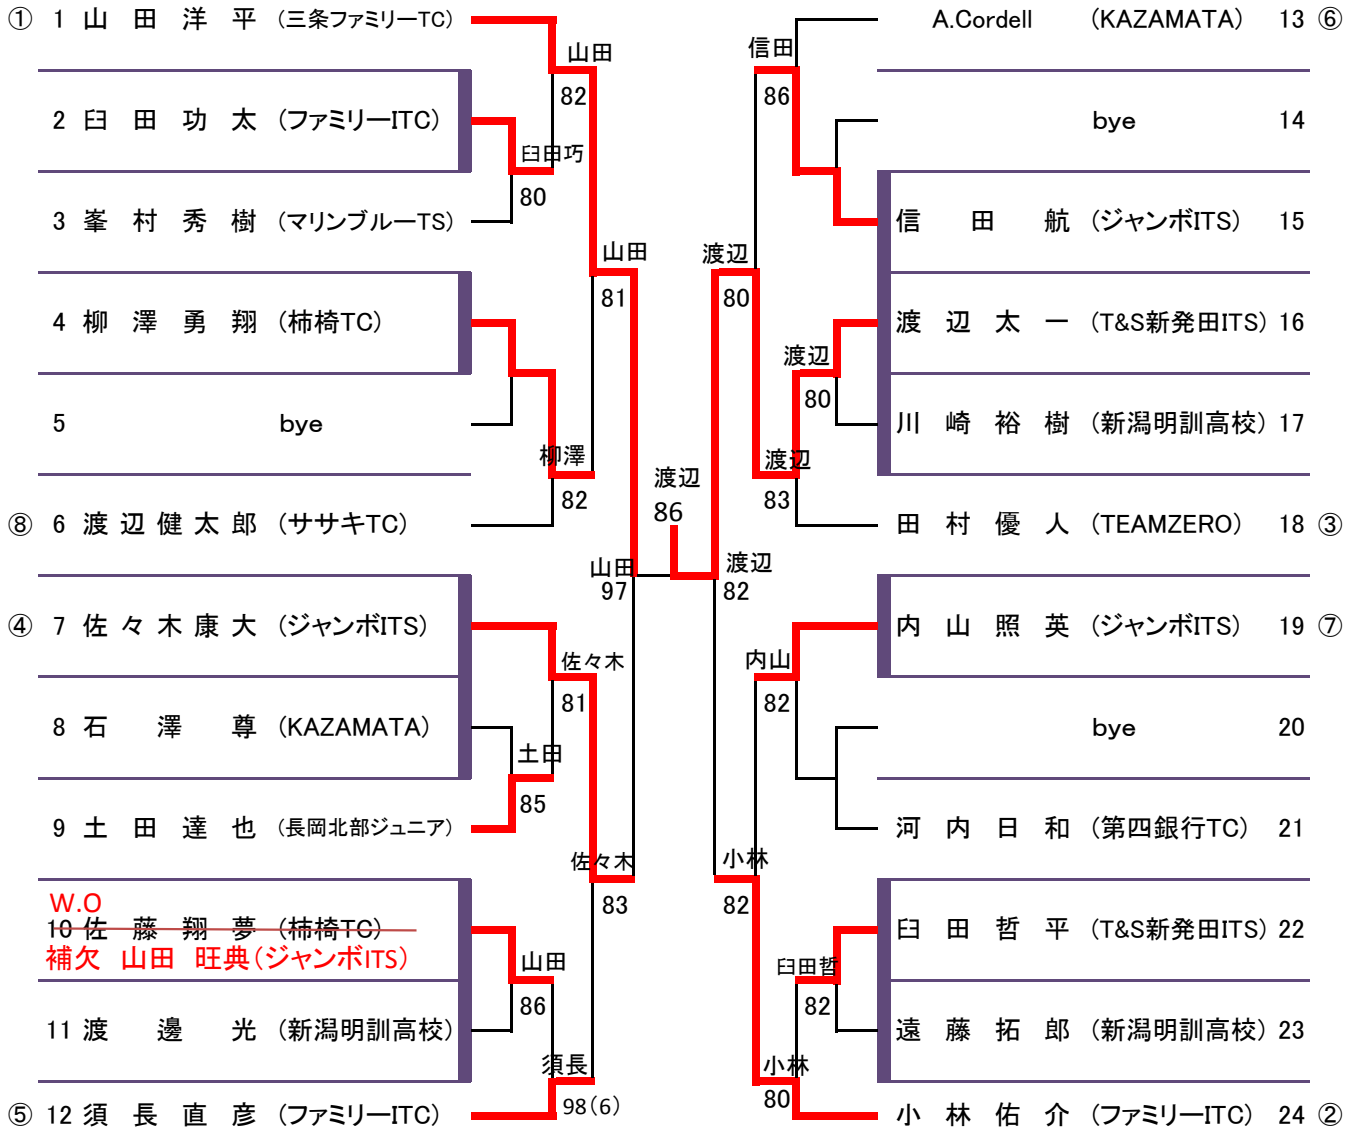 ① 1 山 田 洋 平 (三条ファミリーTC)
山田
82
2 臼 田 功 太 (ファミリーITC)
臼田巧
80
3 峯 村 秀 樹 (マリンブルーTS)
山田
81
4 柳 澤 勇 翔 (柿崎TC)
5 bye
柳澤
82
⑧ 6 渡 辺 健 太 郎 (ササキTC)
山田
97
④ 7 佐 々 木 康 大 (ジャンボITS)
佐々木
81
8 石 澤 尊 (KAZAMATA)
土田
85
9 土 田 達 也 (長岡北部ジュニア)
佐々木
83
W.O
10 佐 藤 翔 夢 (柿崎TC)
補欠 山田 旺典(ジャンボITS)
山田
86
11 渡 邊 光 (新潟明訓高校)
須長
98(6)
⑤ 12 須 長 直 彦 (ファミリーITC)
渡辺
86
A.Cordell (KAZAMATA) 13 ⑥
信田
86
bye 14
信 田 航 (ジャンボITS) 15
渡辺
80
渡 辺 太 一 (T&S新発田ITS) 16
渡辺
80
川 崎 裕 樹 (新潟明訓高校) 17
渡辺
83
田 村 優 人 (TEAMZERO) 18 ③
渡辺
82
内 山 照 英 (ジャンボITS) 19 ⑦
内山
82
bye 20
河 内 日 和 (第四銀行TC) 21
小林
82
臼 田 哲 平 (T&S新発田ITS) 22
臼田哲
82
遠 藤 拓 郎 (新潟明訓高校) 23
小林
80
小 林 佑 介 (ファミリーITC) 24 ②